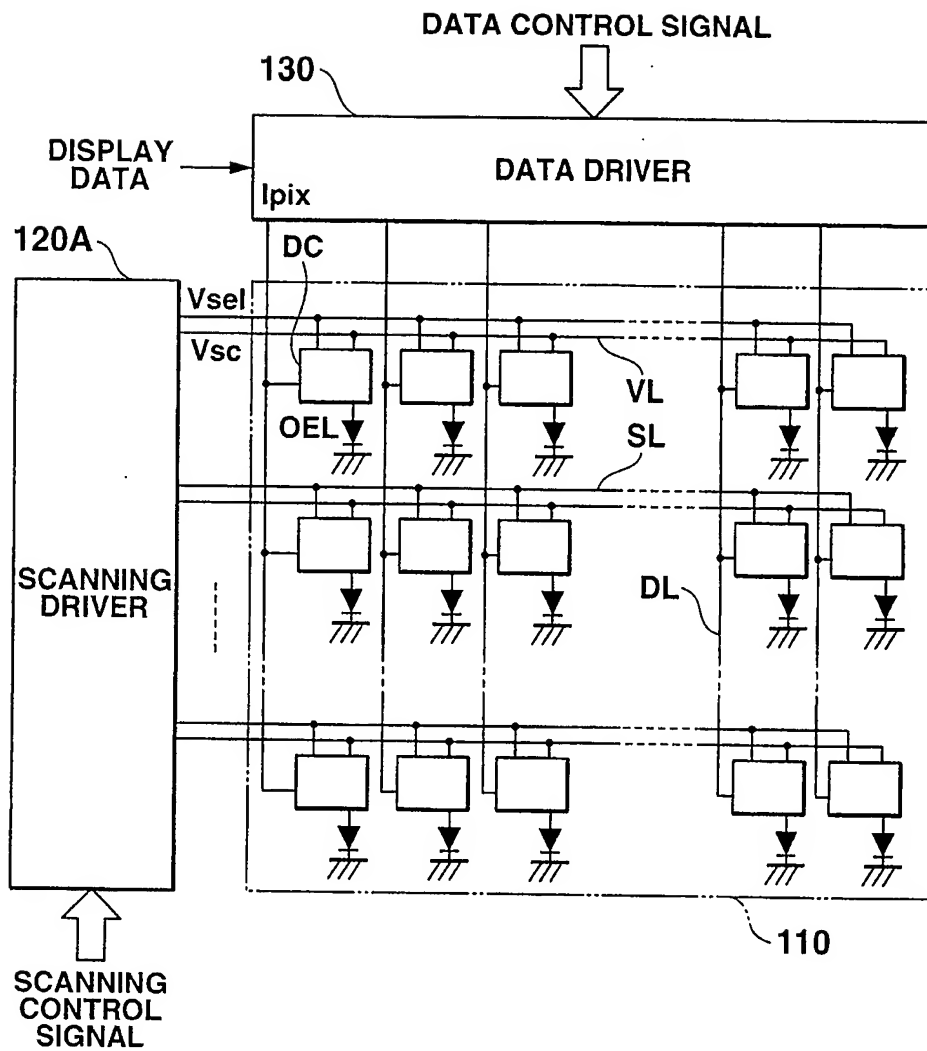 DATA CONTROL SIGNAL
130
DISPLAY
DATA
DATA DRIVER
Ipix
120A
DC
Vsel
Vsc
VL
OEL
SL
SCANNING
DRIVER
DL
110
SCANNING
CONTROL
SIGNAL